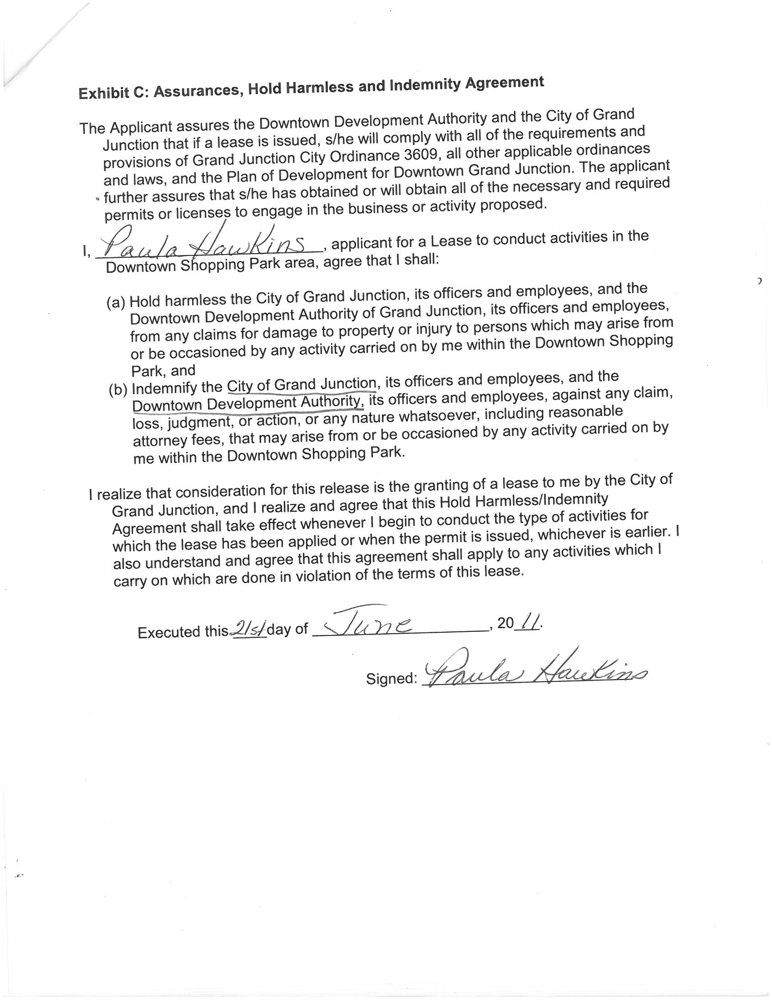 Exhibit C: Assurances, Hold Harmless and Indemnity Agreement
The Applicant assures the Downtown Development Authority and the City of Grand
Junction that if a lease is issued, s/he will comply with all of the requirements and
provisions of Grand Junction City Ordinance 3609, all other applicable ordinances
and laws, and the Plan of Development for Downtown Grand Junction. The applicant
further assures that s/he has obtained or will obtain all of the necessary and required
permits or licenses to engage in the business or activity proposed.
I, Paula Hawkins, applicant for a Lease to conduct activities in the
Downtown Shopping Park area, agree that I shall:
(a) Hold harmless the City of Grand Junction, its officers and employees, and the
Downtown Development Authority of Grand Junction, its officers and employees,
from any claims for damage to property or injury to persons which may arise from
or be occasioned by any activity carried on by me within the Downtown Shopping
Park, and
(b) Indemnify the City of Grand Junction, its officers and employees, and the
Downtown Development Authority, its officers and employees, against any claim,
loss, judgment, or action, or any nature whatsoever, including reasonable
attorney fees, that may arise from or be occasioned by any activity carried on by
me within the Downtown Shopping Park.
I realize that consideration for this release is the granting of a lease to me by the City of
Grand Junction, and I realize and agree that this Hold Harmless/Indemnity
Agreement shall take effect whenever I begin to conduct the type of activities for
which the lease has been applied or when the permit is issued, whichever is earlier. I
also understand and agree that this agreement shall apply to any activities which I
carry on which are done in violation of the terms of this lease.
Executed this 21st day of June, 2011.
Signed: Paula Hawkins